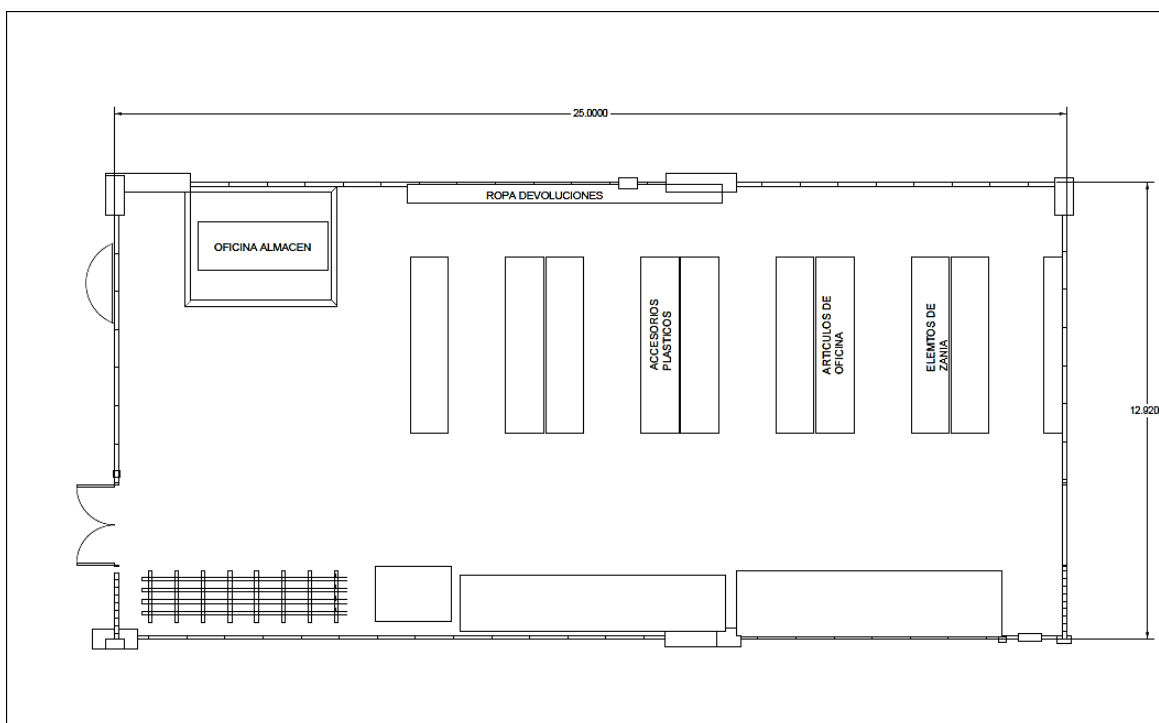 25.0000
ROPA DEVOLUCIONES
OFICINA ALMACEN
ACCESORIOS
PLASTICOS
ARTICULOS DE
OFICINA
ELEMTOS DE
ZANIA
12.920